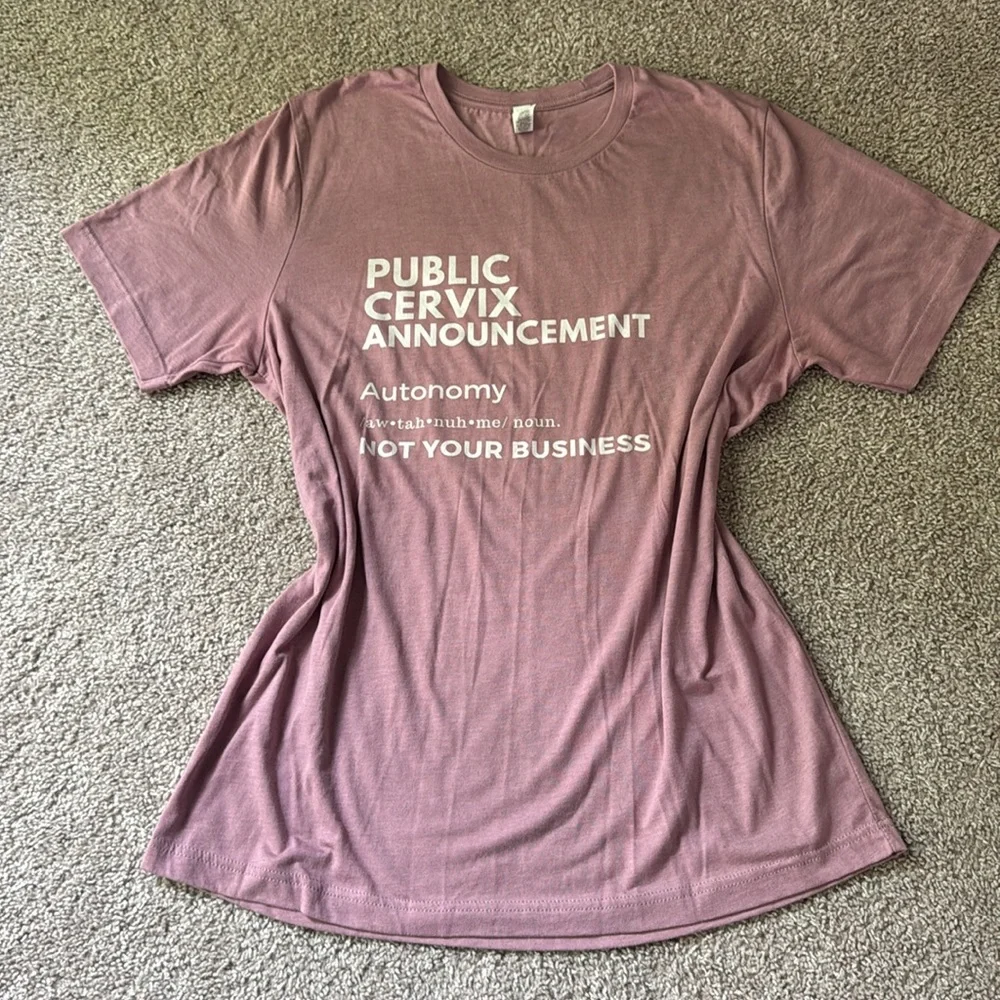 PUBLIC
CERVIX
ANNOUNCEMENT
Autonomy
/aw•tah•nuh•me/ noun.
NOT YOUR BUSINESS